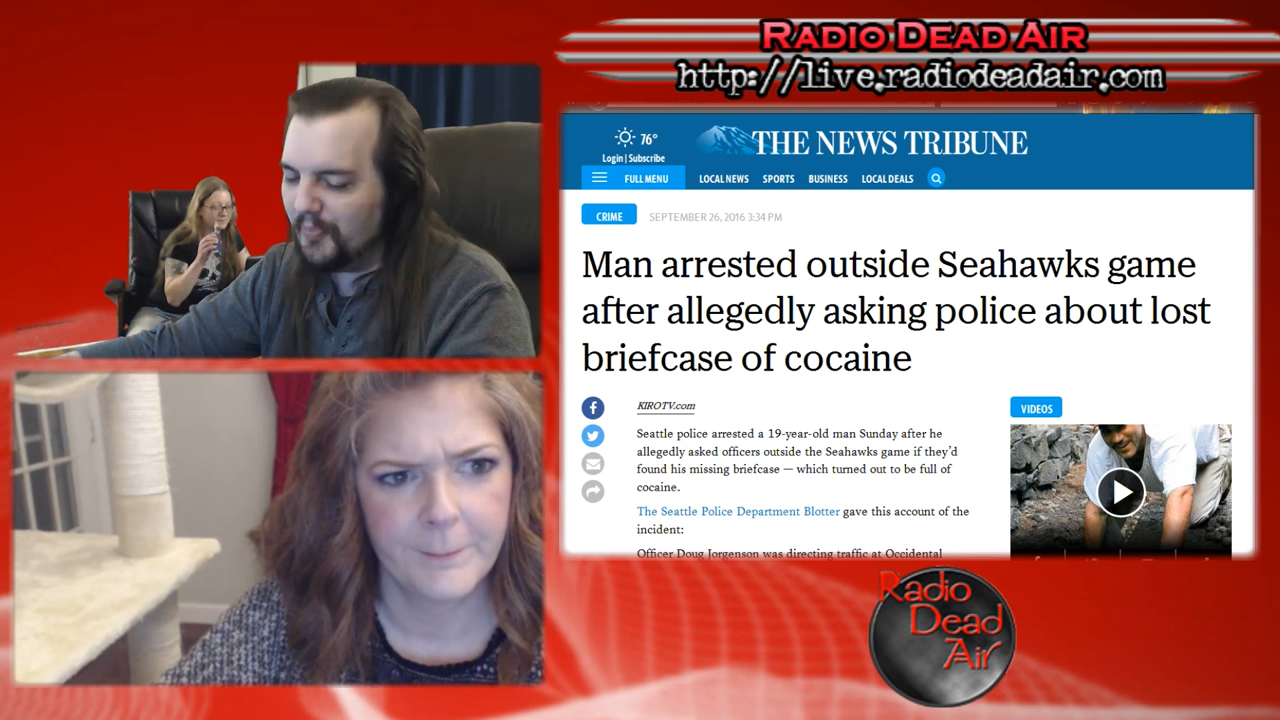 RADIO DEAD AIR
http://live.radiodeadair.com
76°
Login | Subscribe
THE NEWS TRIBUNE
FULL MENU
LOCAL NEWS
SPORTS
BUSINESS
LOCAL DEALS
CRIME
SEPTEMBER 26, 2016 3:34 PM
Man arrested outside Seahawks game
after allegedly asking police about lost
briefcase of cocaine
KIROTV.com
VIDEOS
Seattle police arrested a 19-year-old man Sunday after he
allegedly asked officers outside the Seahawks game if they'd
found his missing briefcase — which turned out to be full of
cocaine.
The Seattle Police Department Blotter gave this account of the
incident:
Officer Doug Jorgenson was directing traffic at Occidental
Radio
Dead
Air